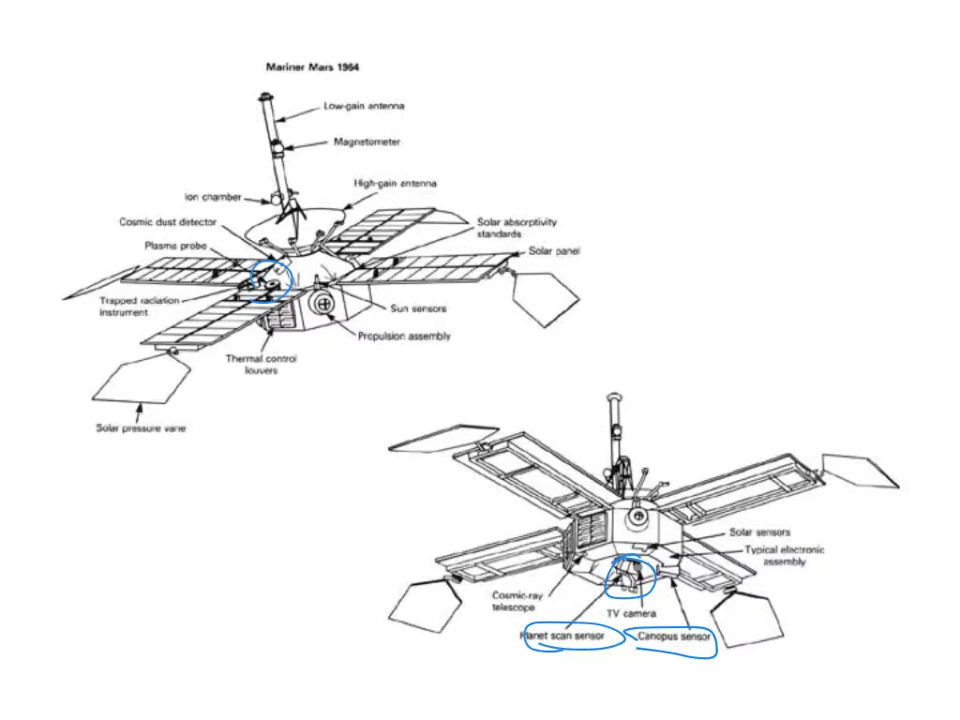 Mariner Mars 1964
Low-gain antenna
Magnetometer
High-gain antenna
Ion chamber
Cosmic dust detector
Solar absorptivity
standards
Plasma probe
Solar panel
Trapped radiation
instrument
Sun sensors
Propulsion assembly
Thermal control
louvers
Solar pressure vane
Solar sensors
Typical electronic
assembly
Cosmic-ray
telescope
TV camera
Planet scan sensor
Canopus sensor